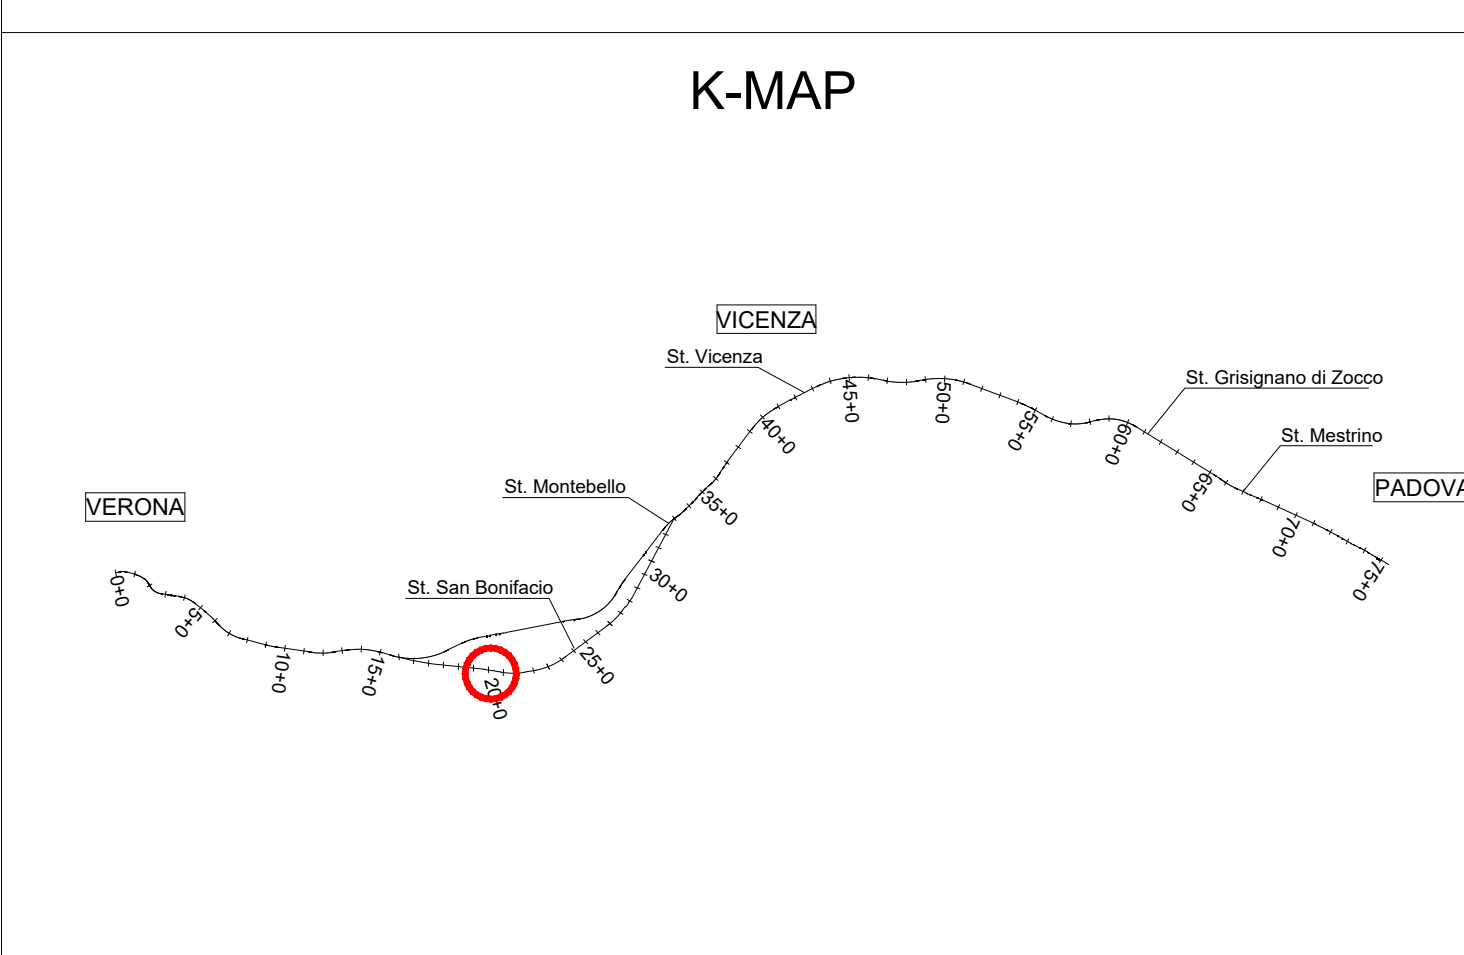 K-MAP
VICENZA
St. Vicenza
St. Grisignano di Zocco
45+0
50+0
55+0
40+0
60+0
St. Mestrino
St. Montebello
35+0
65+0
PADOVA
VERONA
70+0
75+0
0+0
5+0
St. San Bonifacio
30+0
10+0
15+0
20+0
25+0